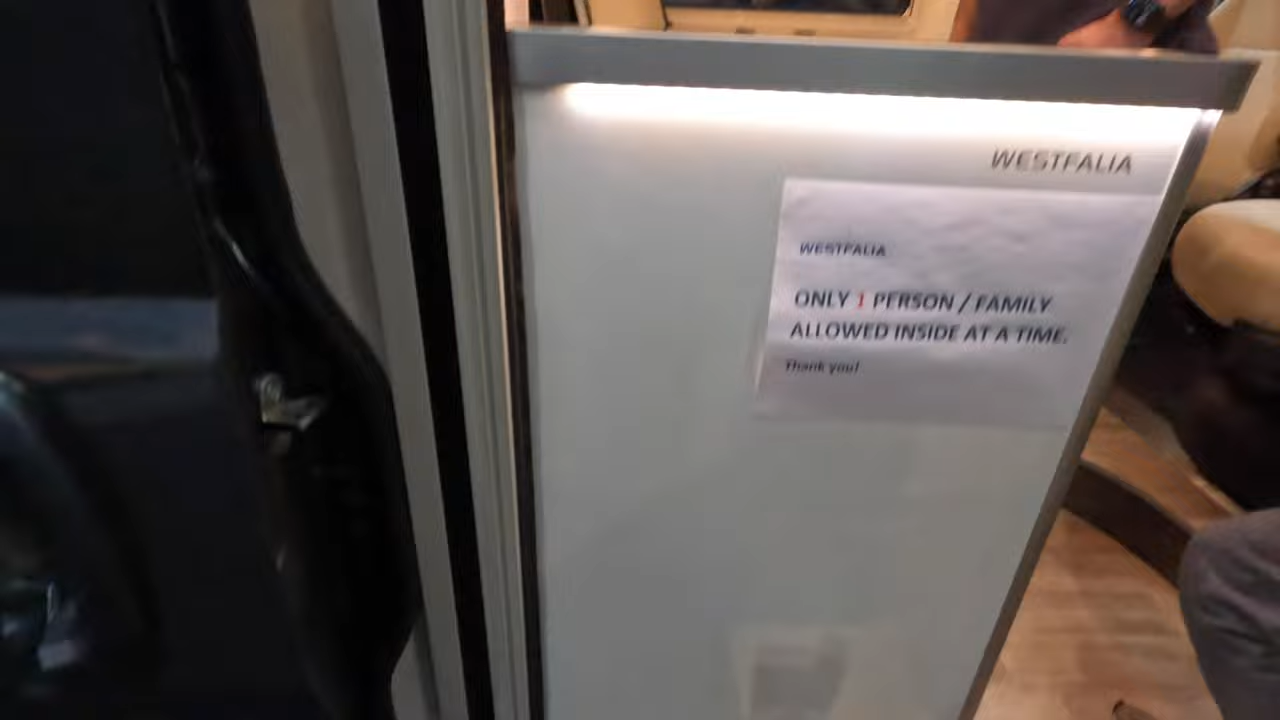 WESTFALIA
WESTFALIA
ONLY 1 PERSON / FAMILY
ALLOWED INSIDE AT A TIME.
Thank you!